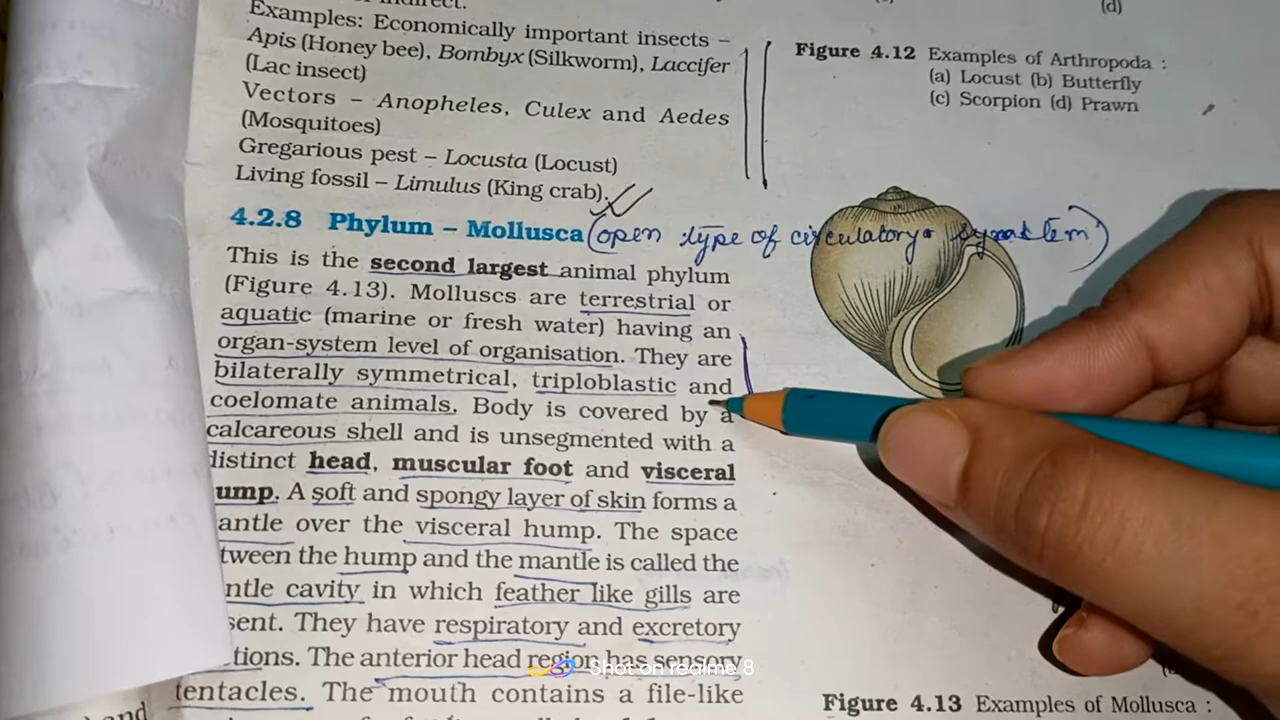 indirect.
Examples: Economically important insects –
Apis (Honey bee), Bombyx (Silkworm), Laccifer
(Lac insect)
Vectors – Anopheles, Culex and Aedes
(Mosquitoes)
Gregarious pest – Locusta (Locust)
Living fossil – Limulus (King crab).
4.2.8 Phylum – Mollusca (open type of circulatory
This is the second largest animal phylum
(Figure 4.13). Molluscs are terrestrial or
aquatic (marine or fresh water) having an
organ-system level of organisation. They are
bilaterally symmetrical, triploblastic and
coelomate animals. Body is covered by a
calcareous shell and is unsegmented with a
distinct head, muscular foot and visceral
ump. A soft and spongy layer of skin forms a
antle over the visceral hump. The space
tween the hump and the mantle is called the
ntle cavity in which feather like gills are
sent. They have respiratory and excretory
tions. The anterior head region has sensory
tentacles. The mouth contains a file-like
and
(d)
Figure 4.12 Examples of Arthropoda :
(a) Locust (b) Butterfly
(c) Scorpion (d) Prawn
Figure 4.13 Examples of Mollusca :
Shot on realme 8